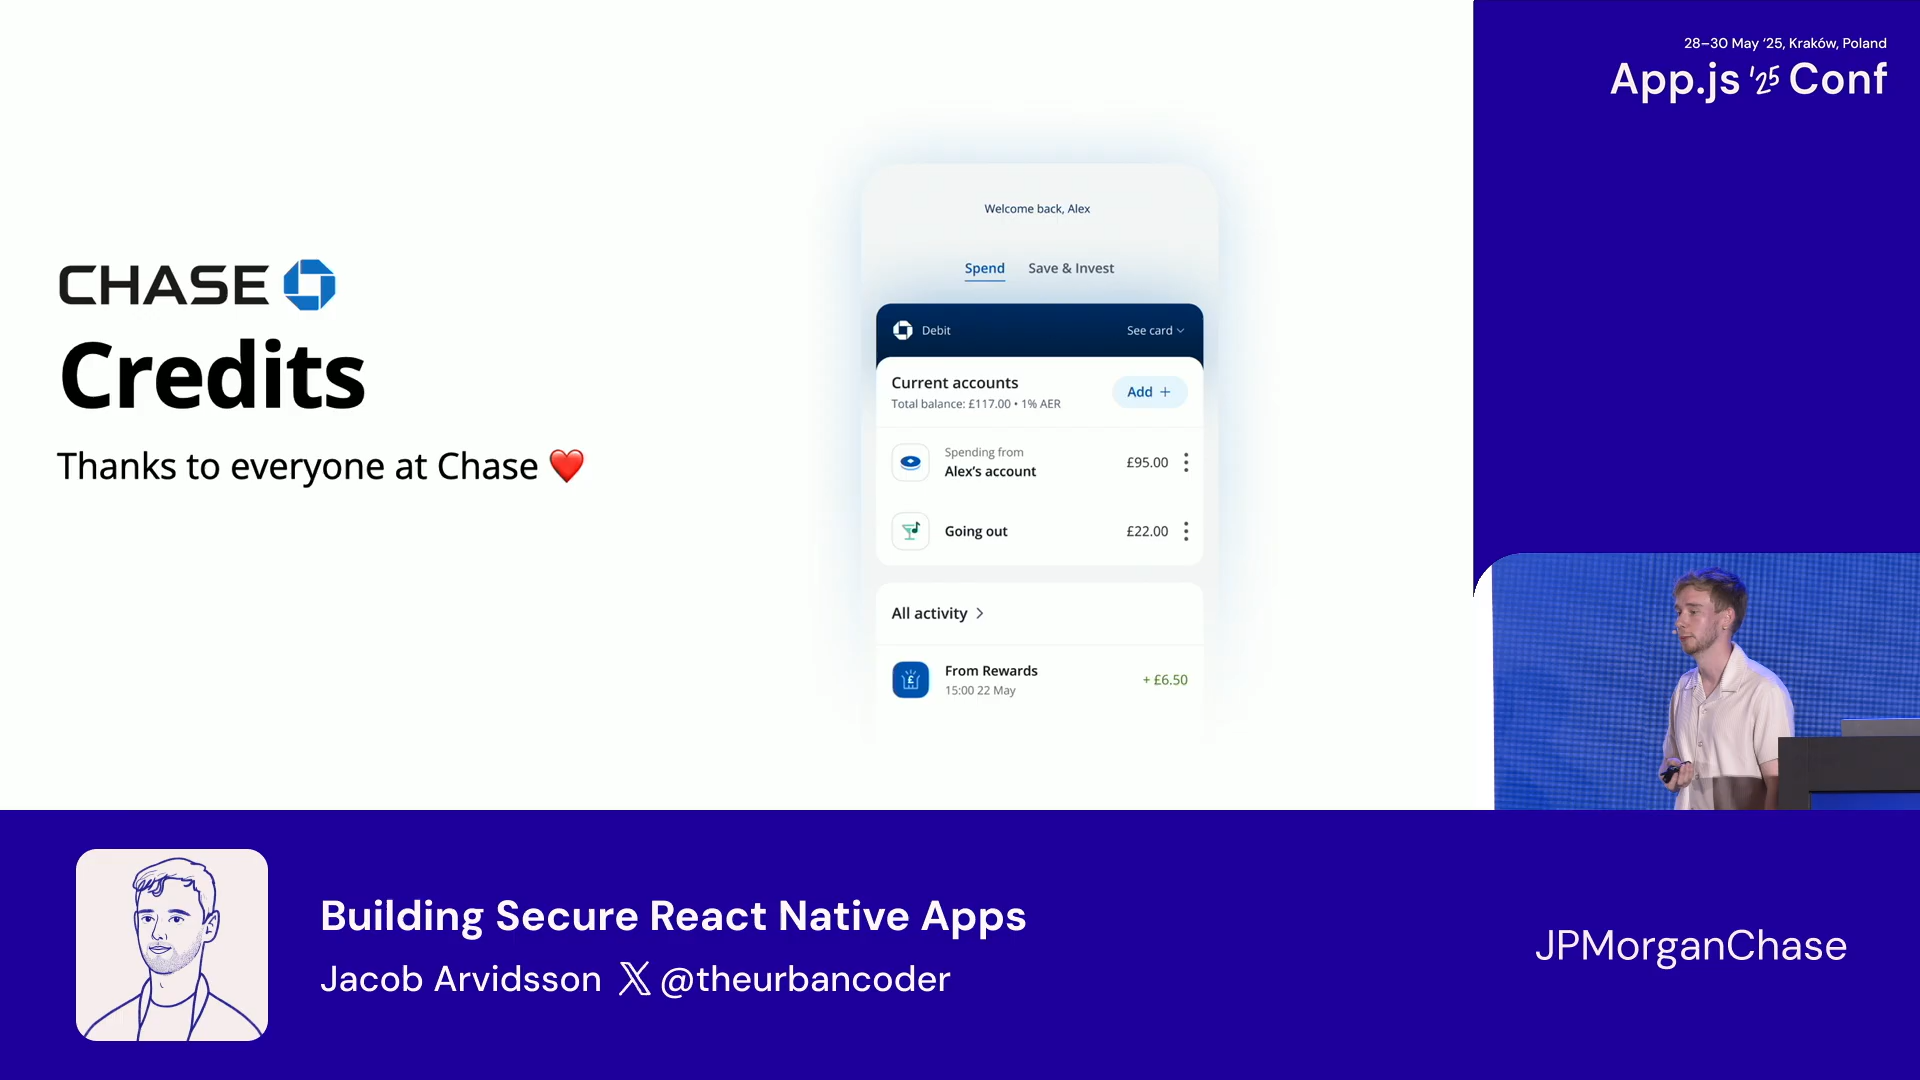 28–30 May ’25, Kraków, Poland
App.js ’25 Conf
CHASE
Credits
Thanks to everyone at Chase ❤️
Welcome back, Alex
Spend Save & Invest
Debit See card
Current accounts
Total balance: £117.00 • 1% AER
Add +
Spending from
Alex’s account
£95.00
Going out £22.00
All activity >
From Rewards
15:00 22 May
+ £6.50
Building Secure React Native Apps
Jacob Arvidsson 𝕏 @theurbancoder
JPMorganChase